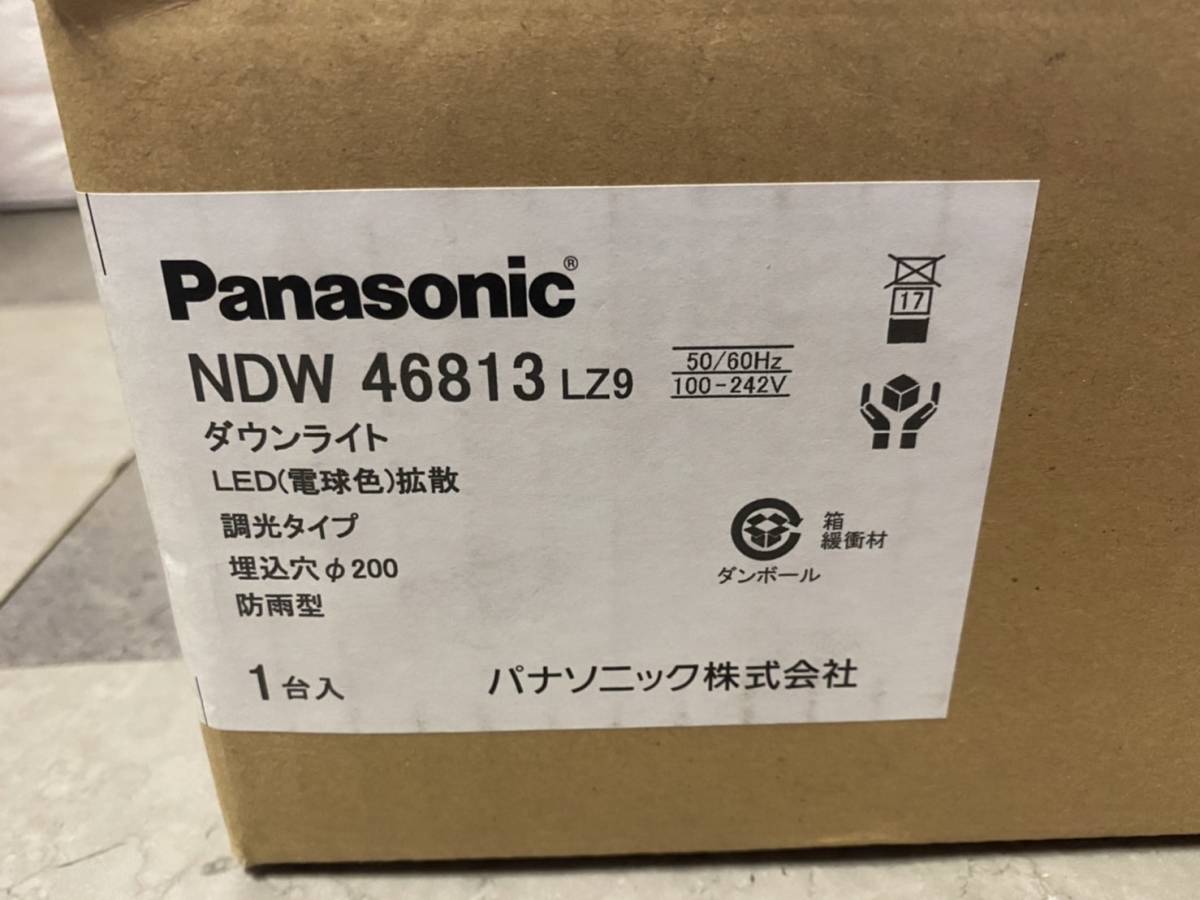 Panasonic®
NDW 46813 LZ9
50/60Hz
100-242V
17
ダウンライト
LED(電球色)拡散
調光タイプ
埋込穴φ200
防雨型
箱
緩衝材
ダンボール
1台入
パナソニック株式会社